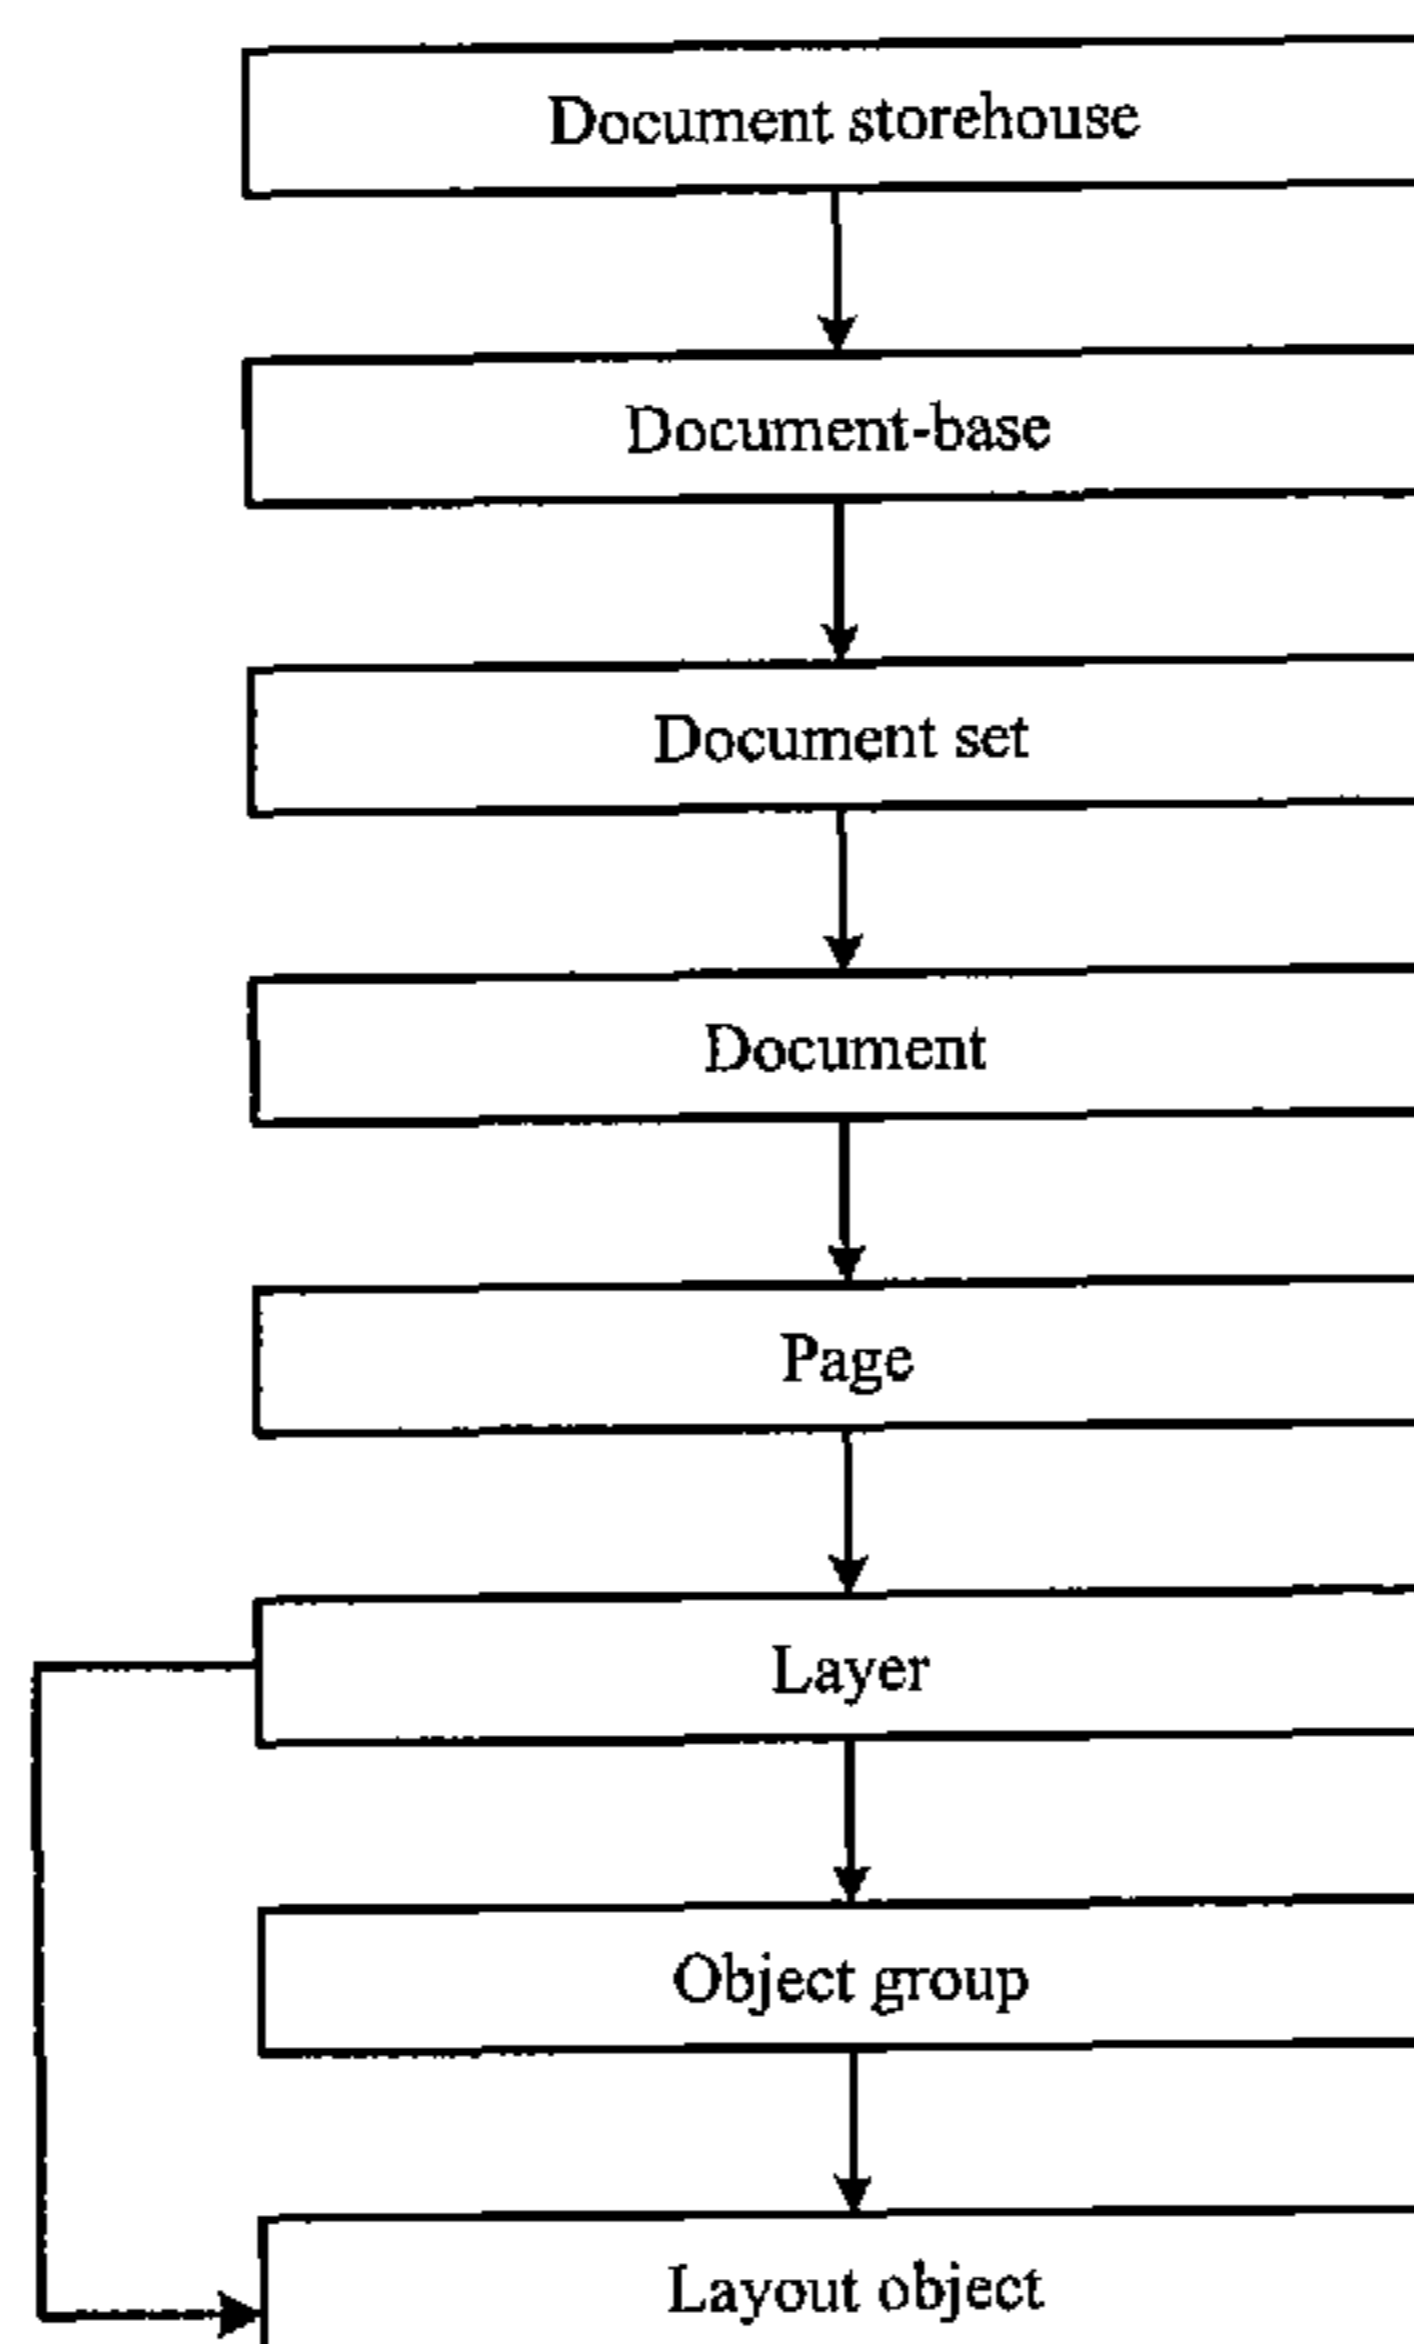 Document storehouse
Document-base
Document set
Document
Page
Layer
Object group
Layout object